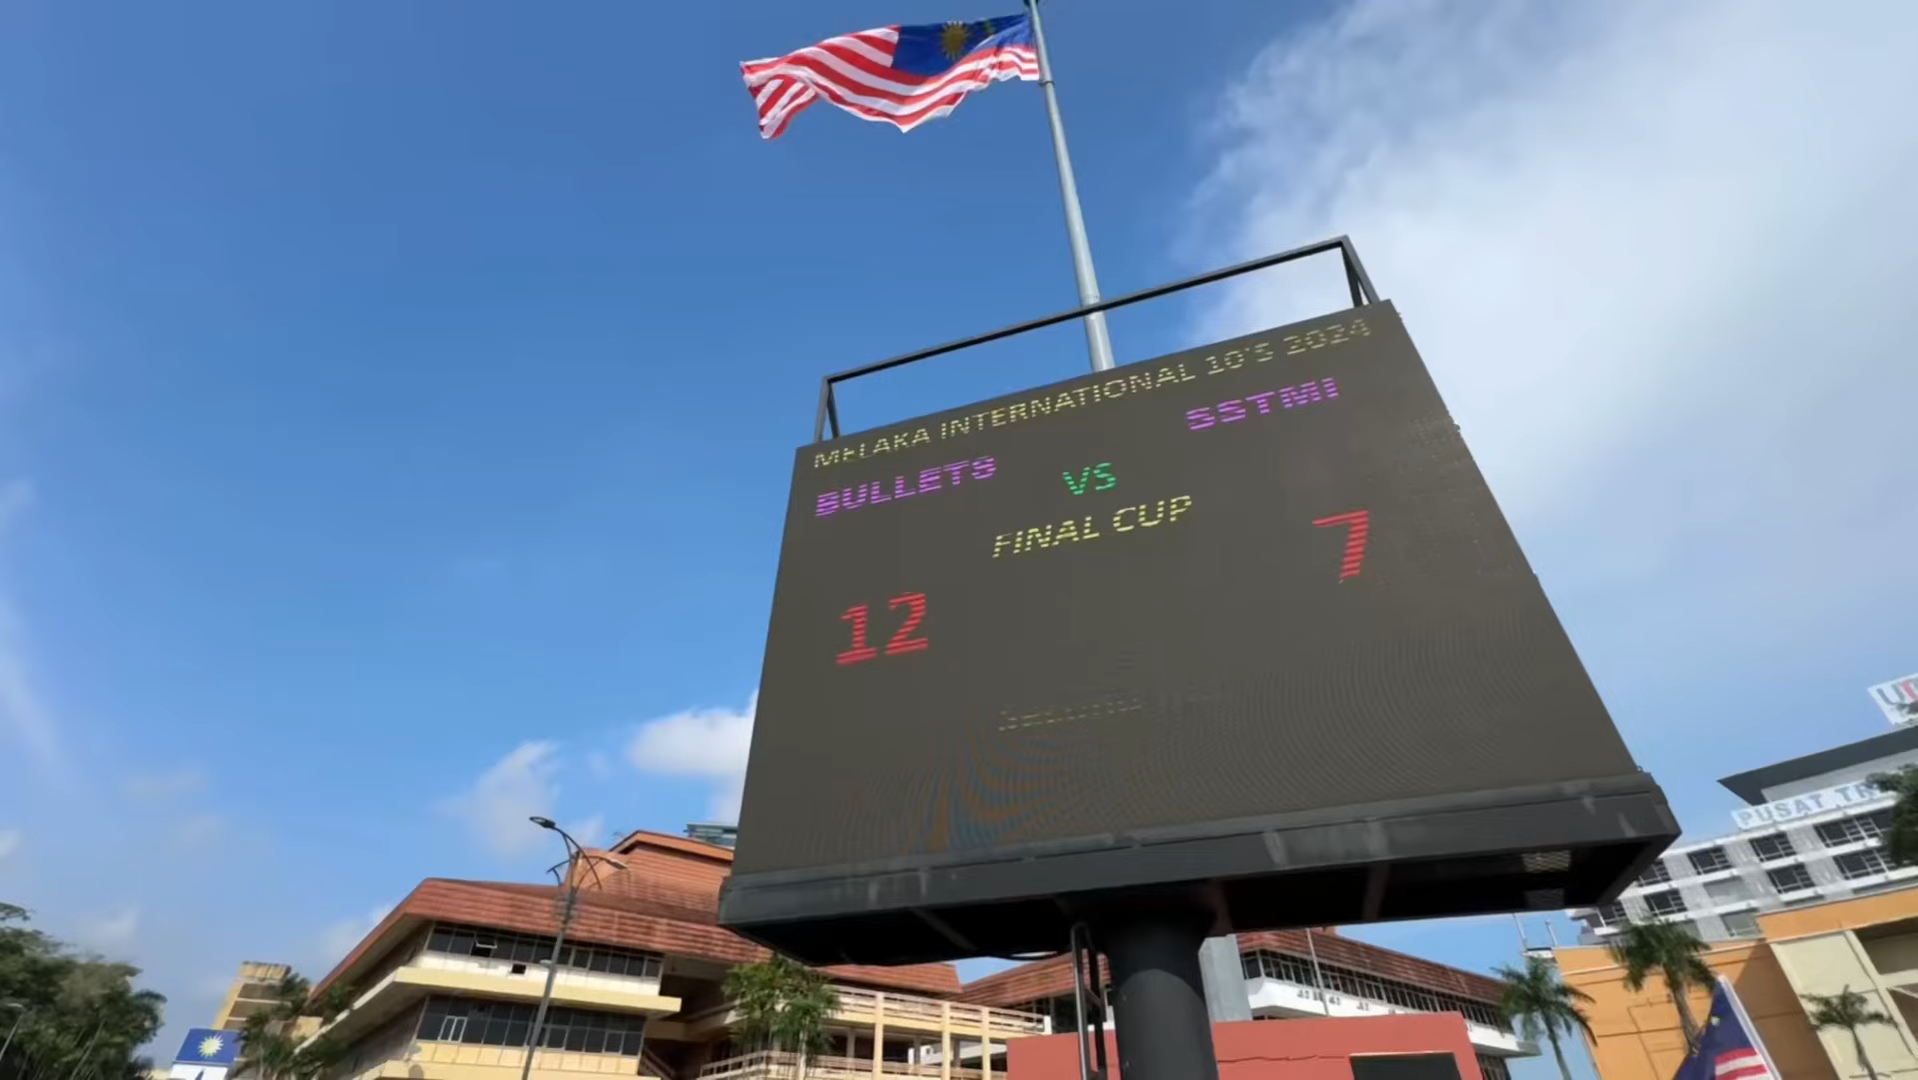 MELAKA INTERNATIONAL 10'S 2024
BULLETS VS SSTMI
FINAL CUP
12 7
PUSAT